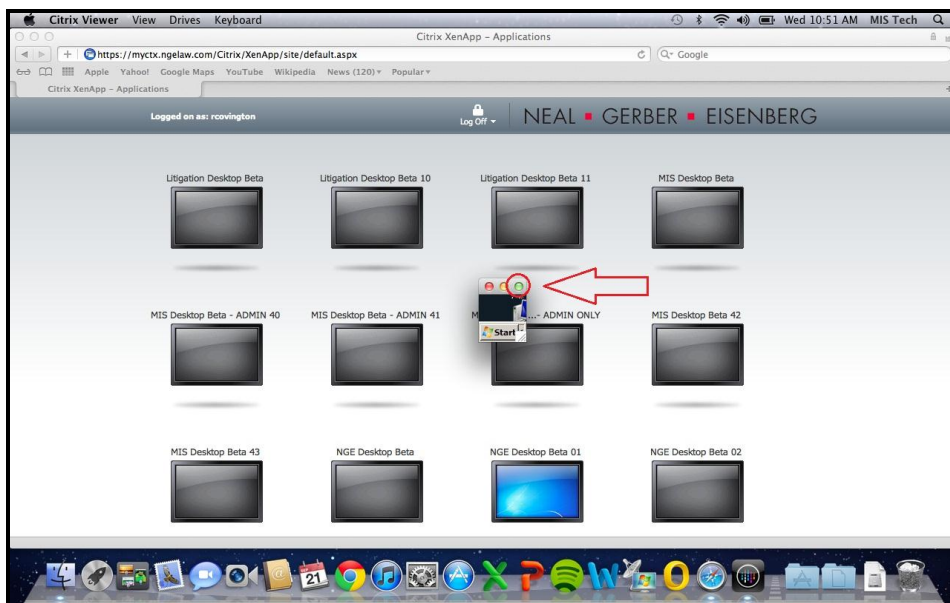 Citrix Viewer View Drives Keyboard Wed 10:51 AM MIS Tech
Citrix XenApp – Applications
https://myctx.ngelaw.com/Citrix/XenApp/site/default.aspx Google
Apple Yahoo! Google Maps YouTube Wikipedia News (120) Popular
Citrix XenApp – Applications
Logged on as: rcovington Log Off NEAL ▪ GERBER ▪ EISENBERG
Litigation Desktop Beta Litigation Desktop Beta 10 Litigation Desktop Beta 11 MIS Desktop Beta
MIS Desktop Beta - ADMIN 40 MIS Desktop Beta - ADMIN 41 M ...- ADMIN ONLY MIS Desktop Beta 42
Start
MIS Desktop Beta 43 NGE Desktop Beta NGE Desktop Beta 01 NGE Desktop Beta 02
21